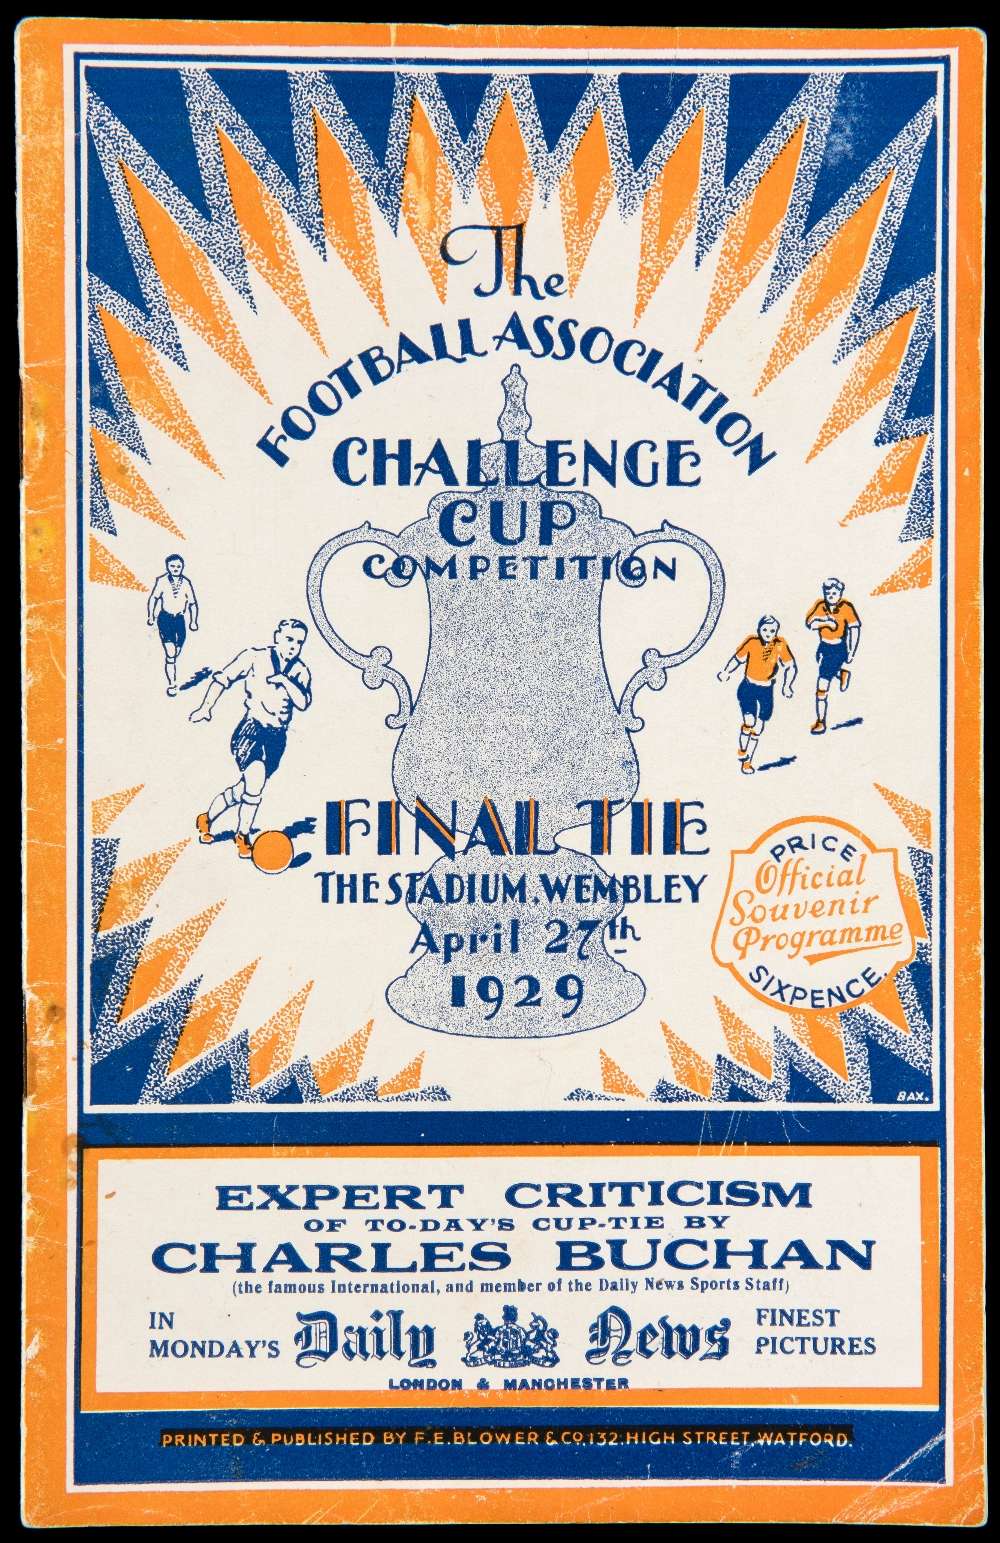 The
FOOTBALL ASSOCIATION
CHALLENGE
CUP
COMPETITION
FINAL TIE
THE STADIUM. WEMBLEY
April 27th
1929
PRICE
Official
Souvenir
Programme
SIXPENCE.
BAX.
EXPERT CRITICISM
OF TO-DAY'S CUP-TIE BY
CHARLES BUCHAN
(the famous International, and member of the Daily News Sports Staff)
IN
MONDAY'S
Daily News
FINEST
PICTURES
LONDON & MANCHESTER
PRINTED & PUBLISHED BY F.E.BLOWER & CO,132.HIGH STREET.WATFORD.